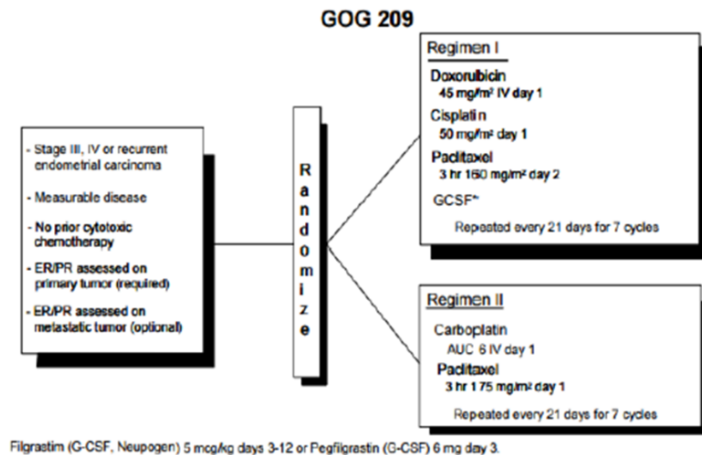 GOG 209
- Stage III, IV or recurrent
endometrial carcinoma
- Measurable disease
- No prior cytotoxic
chemotherapy
- ER/PR assessed on
primary tumor (required)
- ER/PR assessed on
metastatic tumor (optional)
Randomize
Regimen I
Doxorubicin
45 mg/m² IV day 1
Cisplatin
50 mg/m² day 1
Paclitaxel
3 hr 160 mg/m² day 2
GCSF**
Repeated every 21 days for 7 cycles
Regimen II
Carboplatin
AUC 6 IV day 1
Paclitaxel
3 hr 175 mg/m² day 1
Repeated every 21 days for 7 cycles
Filgrastim (G-CSF, Neupogen) 5 mcg/kg days 3-12 or Pegfilgrastin (G-CSF) 6 mg day 3.